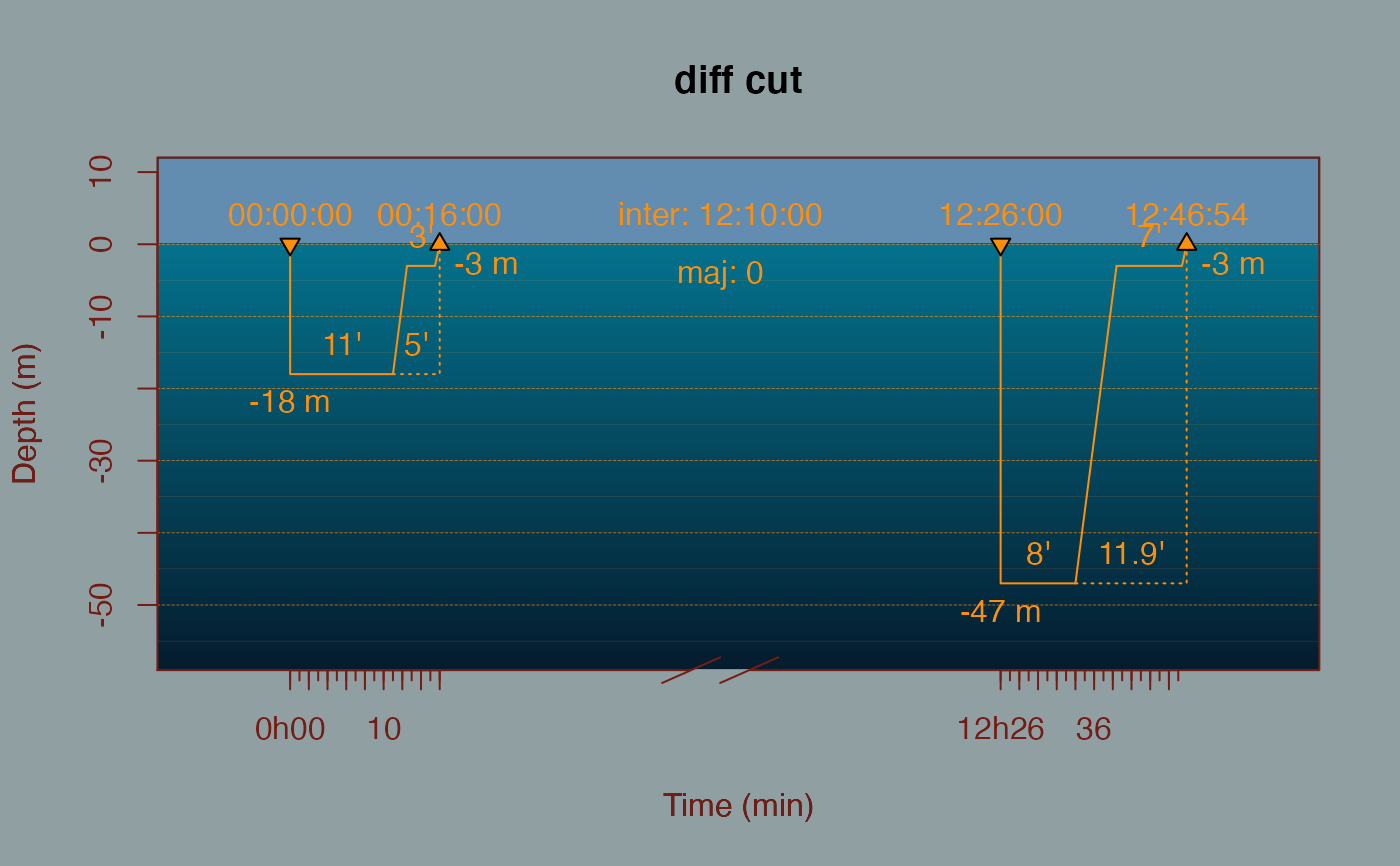 diff cut
10
0
-10
-30
-50
Depth (m)
00:00:00 00:16:00 inter: 12:10:00 12:26:00 12:46:54
3' 7'
-3 m maj: 0 -3 m
11' 5'
-18 m
8' 11.9'
-47 m
0h00 10 12h26 36
Time (min)